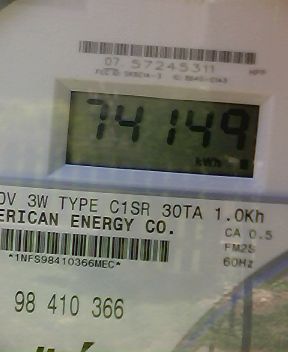 07. 57245311
74149
kWh
0V 3W TYPE C1SR 30TA 1.0Kh
ERICAN ENERGY CO.
CA 0.5
FM2S
*1NFS98410366MEC*
60Hz
98 410 366